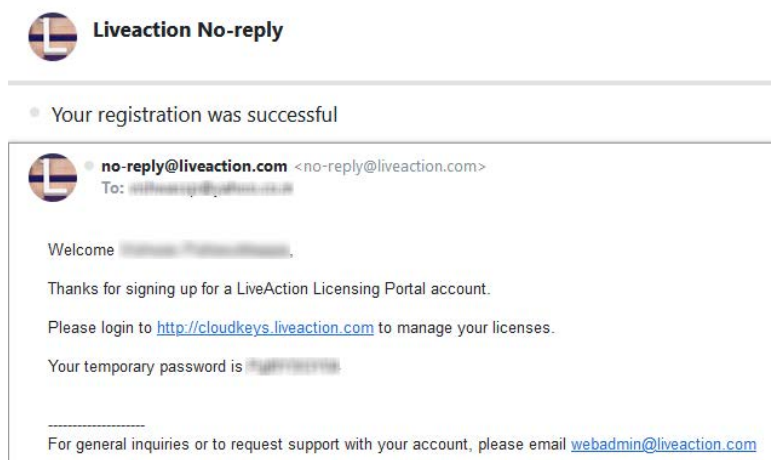 L
Liveaction No-reply
Your registration was successful
L
no-reply@liveaction.com <no-reply@liveaction.com>
To:
Welcome ,
Thanks for signing up for a LiveAction Licensing Portal account.
Please login to http://cloudkeys.liveaction.com to manage your licenses.
Your temporary password is
--------------------
For general inquiries or to request support with your account, please email webadmin@liveaction.com